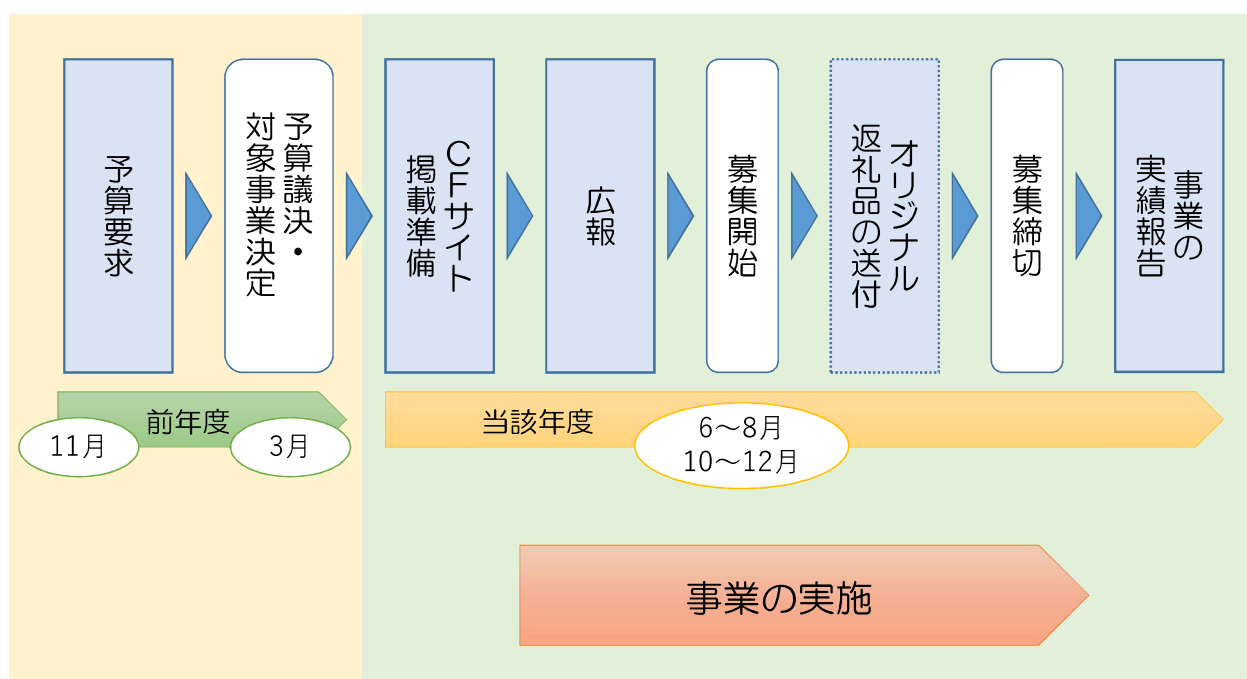 予算要求
予算議決・
対象事業決定
ＣＦサイト
掲載準備
広報
募集開始
オリジナル
返礼品の送付
募集締切
事業の
実績報告
前年度
11月
3月
当該年度
6～8月
10～12月
事業の実施